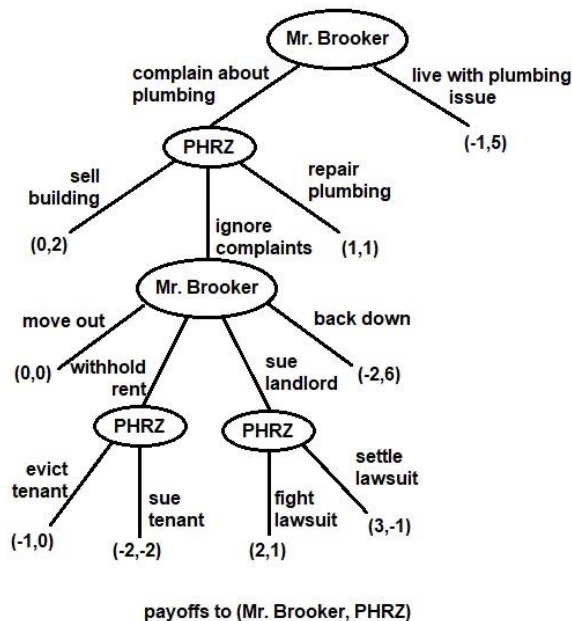 Mr. Brooker
complain about
plumbing
live with plumbing
issue
(-1,5)
PHRZ
sell
building
repair
plumbing
ignore
complaints
(0,2)
(1,1)
Mr. Brooker
move out
back down
withhold
rent
sue
landlord
(0,0)
(-2,6)
PHRZ
PHRZ
evict
tenant
sue
tenant
fight
lawsuit
settle
lawsuit
(-1,0)
(-2,-2)
(2,1)
(3,-1)
payoffs to (Mr. Brooker, PHRZ)